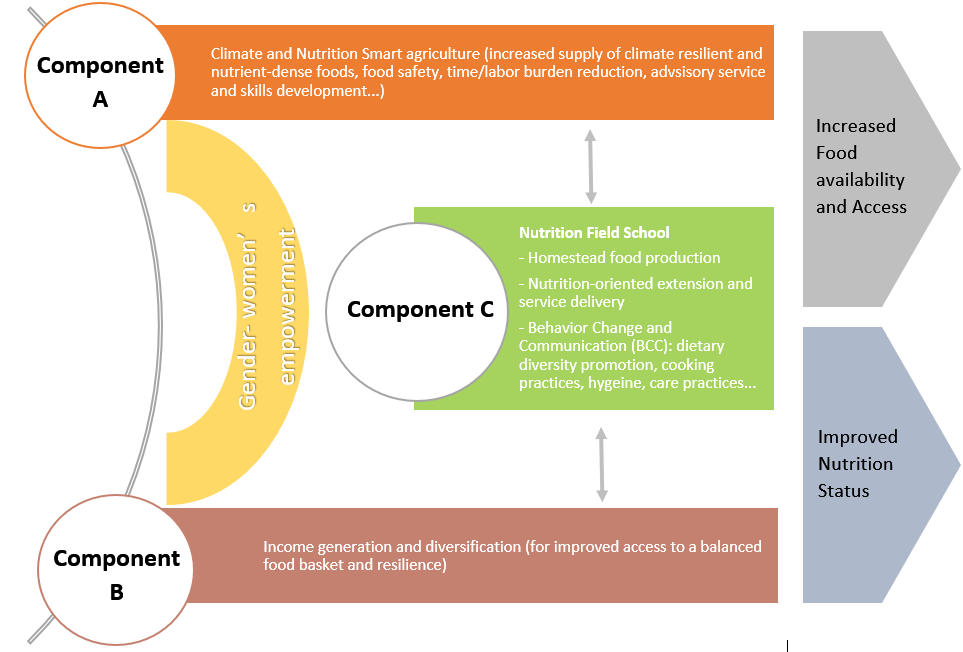 Component
A
Climate and Nutrition Smart agriculture (increased supply of climate resilient and
nutrient-dense foods, food safety, time/labor burden reduction, advsisory service
and skills development...)
Gender- women’ s
empowerment
Component C
Nutrition Field School
- Homestead food production
- Nutrition-oriented extension and
service delivery
- Behavior Change and
Communication (BCC): dietary
diversity promotion, cooking
practices, hygeine, care practices...
Component
B
Income generation and diversification (for improved access to a balanced
food basket and resilience)
Increased
Food
availability
and Access
Improved
Nutrition
Status